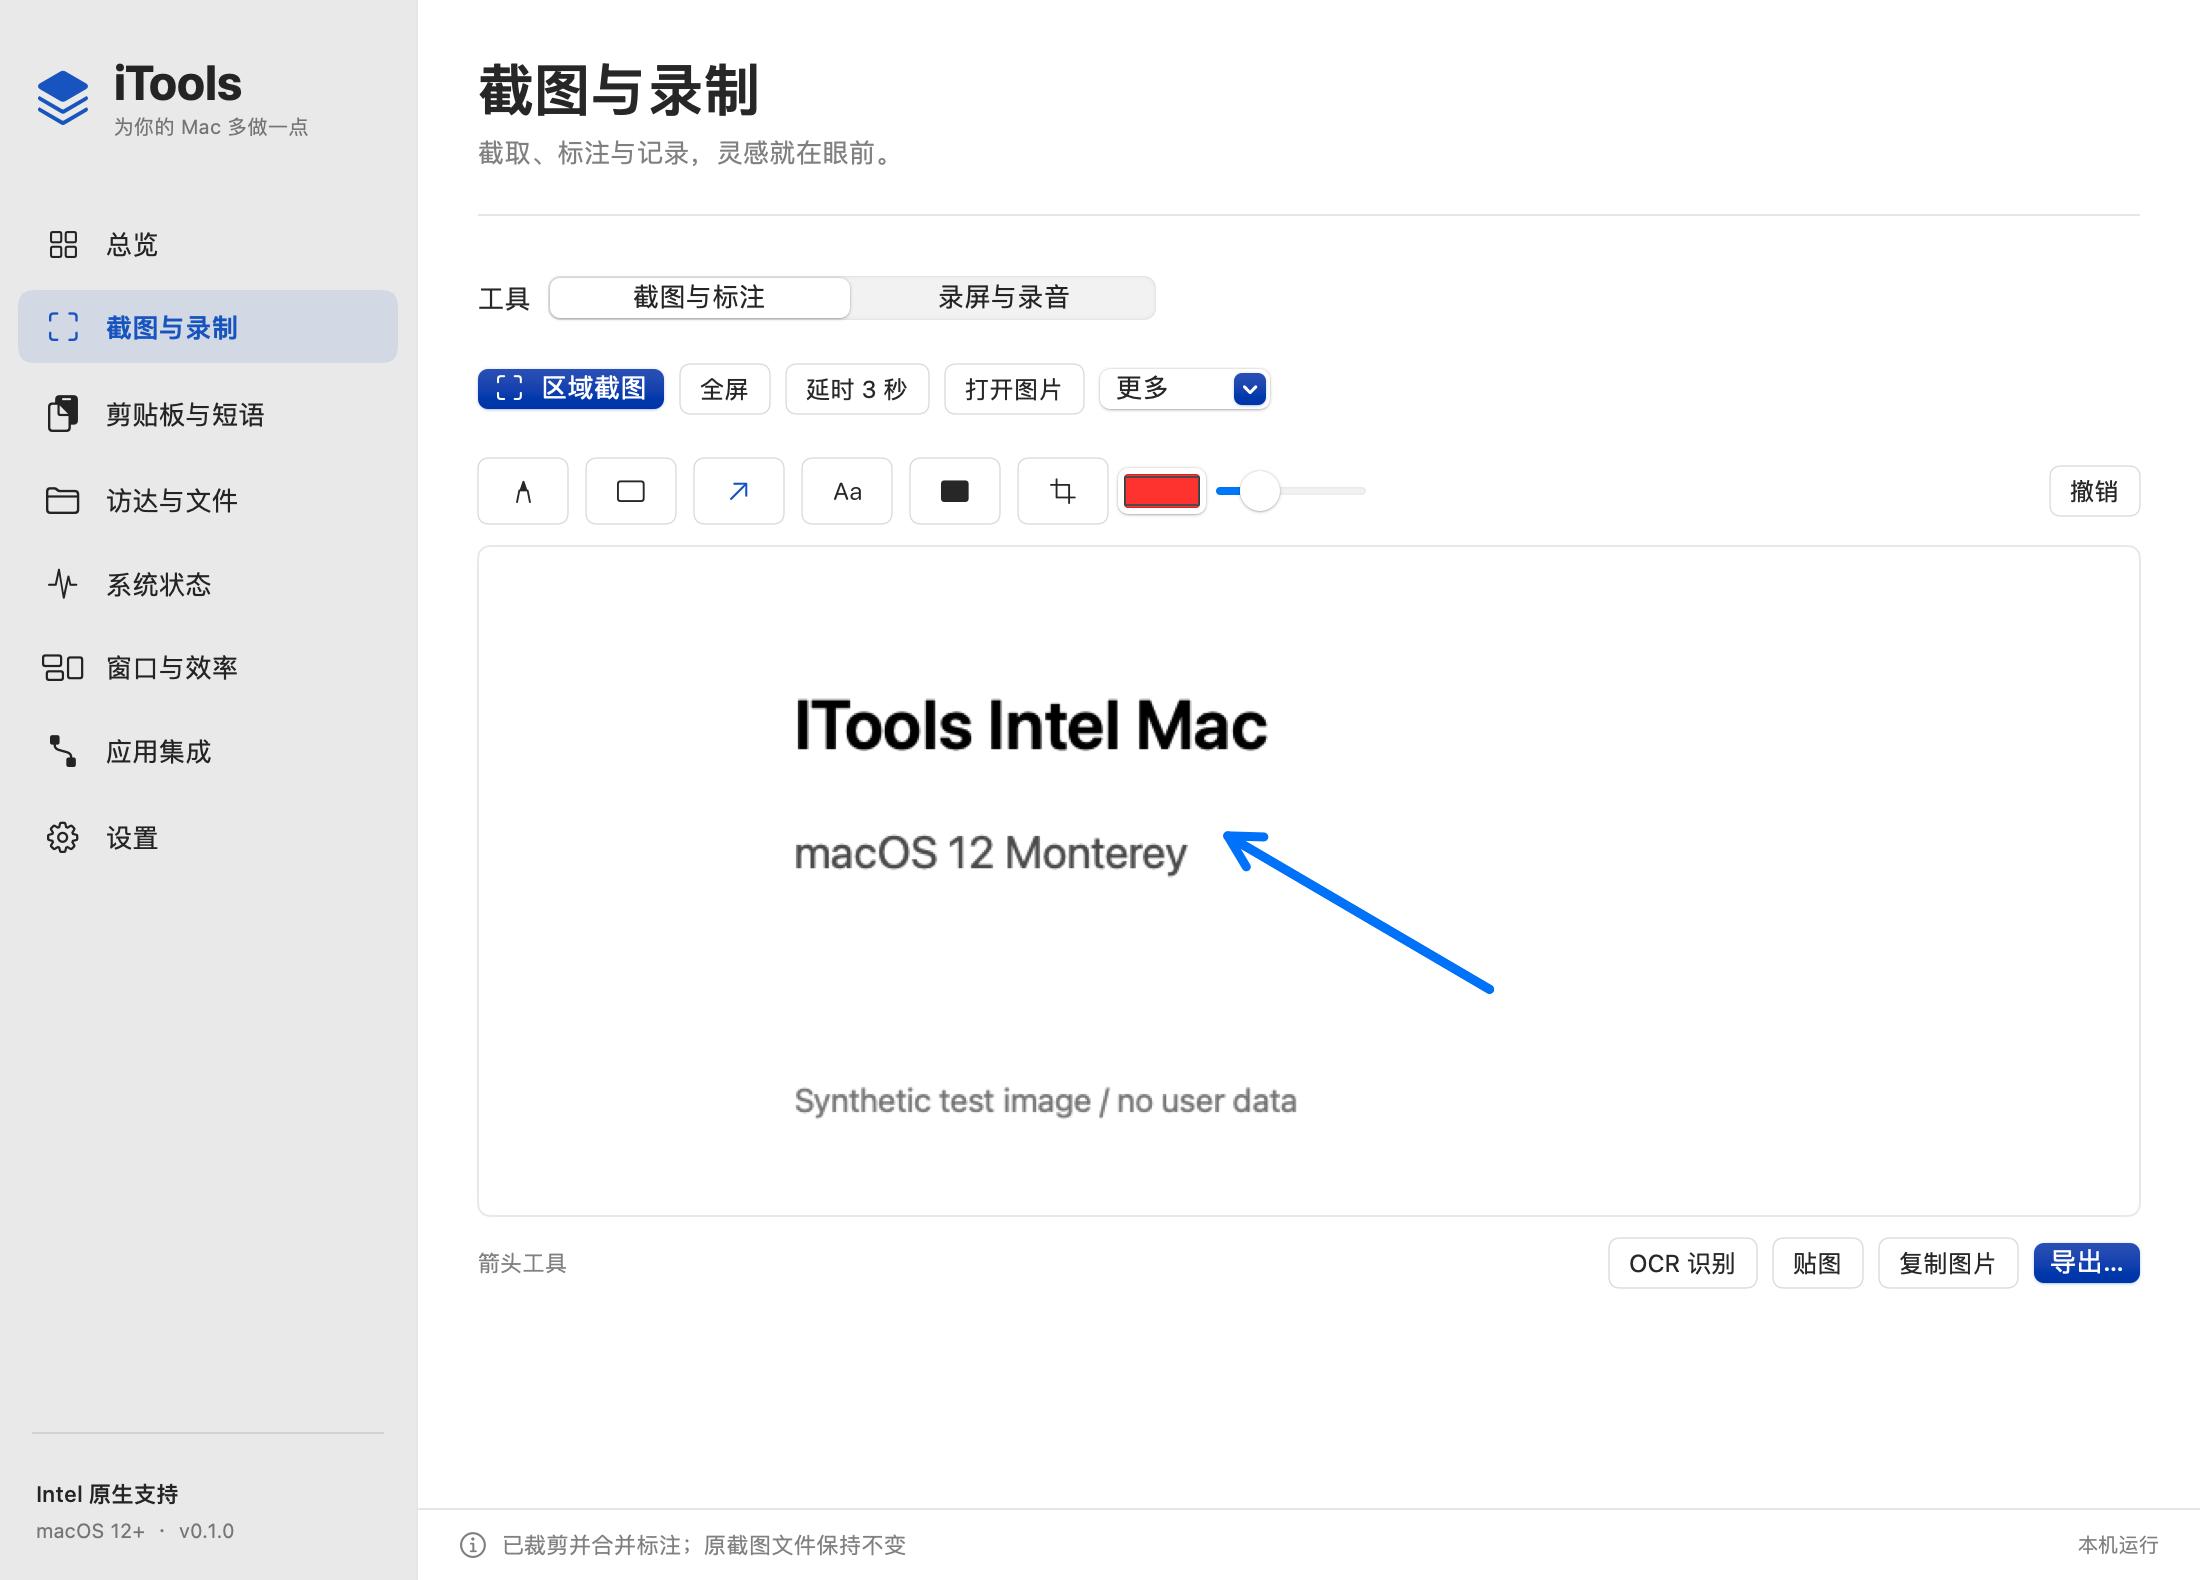 iTools
为你的 Mac 多做一点
总览
截图与录制
剪贴板与短语
访达与文件
系统状态
窗口与效率
应用集成
设置
Intel 原生支持
macOS 12+ · v0.1.0
截图与录制
截取、标注与记录，灵感就在眼前。
工具 截图与标注 录屏与录音
区域截图 全屏 延时 3 秒 打开图片 更多
Aa 撤销
ITools Intel Mac
macOS 12 Monterey
Synthetic test image / no user data
箭头工具 OCR 识别 贴图 复制图片 导出...
已裁剪并合并标注；原截图文件保持不变 本机运行